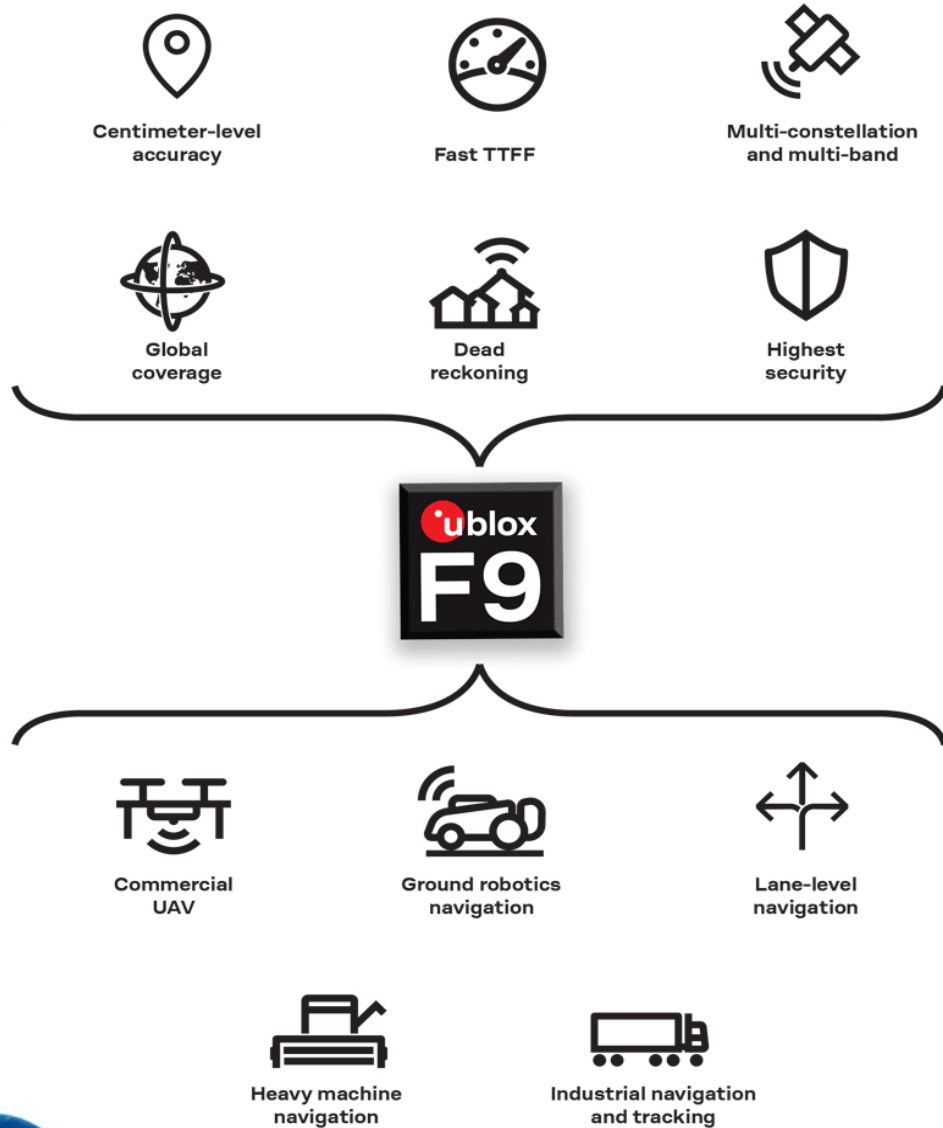 Centimeter-level
accuracy
Fast TTFF
Multi-constellation
and multi-band
Global
coverage
Dead
reckoning
Highest
security
ublox
F9
Commercial
UAV
Ground robotics
navigation
Lane-level
navigation
Heavy machine
navigation
Industrial navigation
and tracking